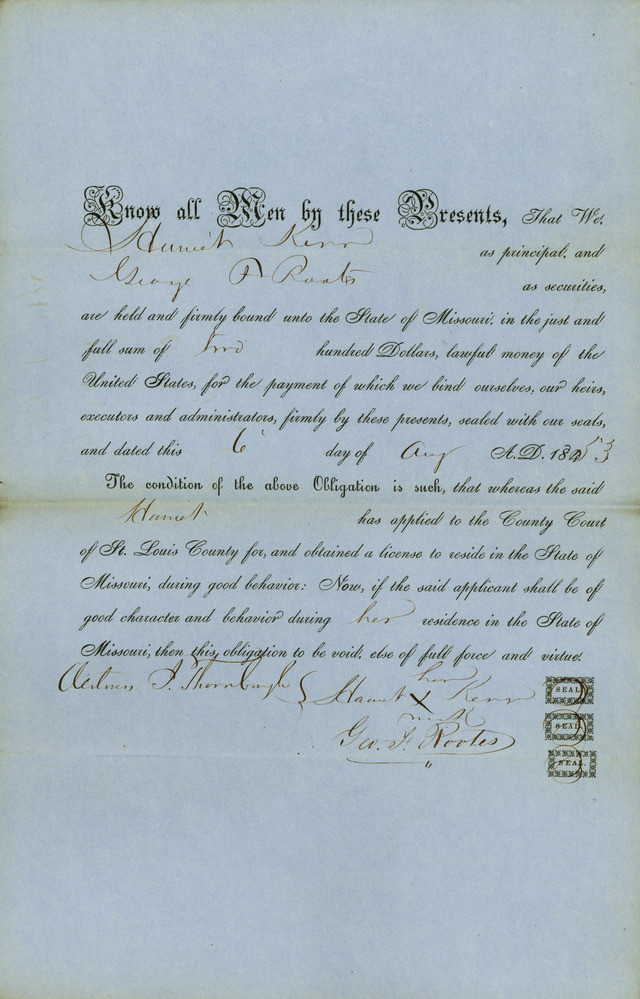 Know all Men by these Presents, That We,
Harriet Kerr as principal, and
George F Rootes as securities,
are held and firmly bound unto the State of Missouri, in the just and
full sum of two hundred Dollars, lawful money of the
United States, for the payment of which we bind ourselves, our heirs,
executors and administrators, firmly by these presents, sealed with our seals,
and dated this 6 day of Aug A.D. 1853
The condition of the above Obligation is such, that whereas the said
Harriet has applied to the County Court
of St. Louis County for, and obtained a license to reside in the State of
Missouri, during good behavior: Now, if the said applicant shall be of
good character and behavior during her residence in the State of
Missouri, then this obligation to be void, else of full force and virtue.
her
Witness J. Thornburgh Harriet X Kerr SEAL.
mark SEAL.
Geo. F. Rootes SEAL.